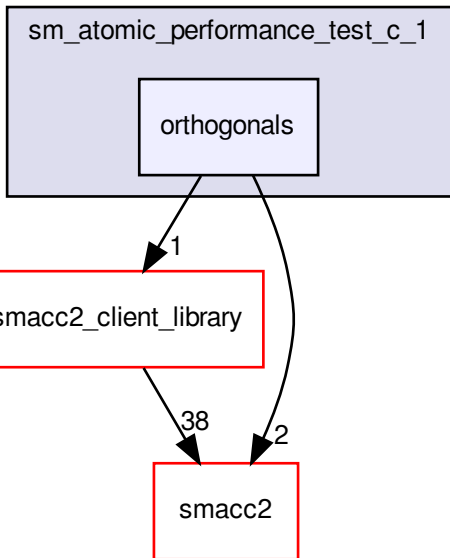 sm_atomic_performance_test_c_1
orthogonals
1
smacc2_client_library
38
2
smacc2